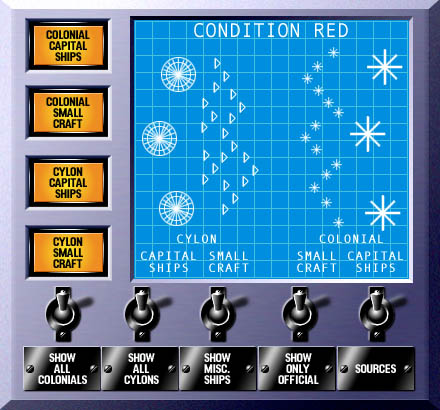 COLONIAL
CAPITAL
SHIPS
COLONIAL
SMALL
CRAFT
CYLON
CAPITAL
SHIPS
CYLON
SMALL
CRAFT
CONDITION RED
CYLON COLONIAL
CAPITAL SMALL SMALL CAPITAL
SHIPS CRAFT CRAFT SHIPS
SHOW
ALL
COLONIALS
SHOW
ALL
CYLONS
SHOW
MISC.
SHIPS
SHOW
ONLY
OFFICIAL
SOURCES